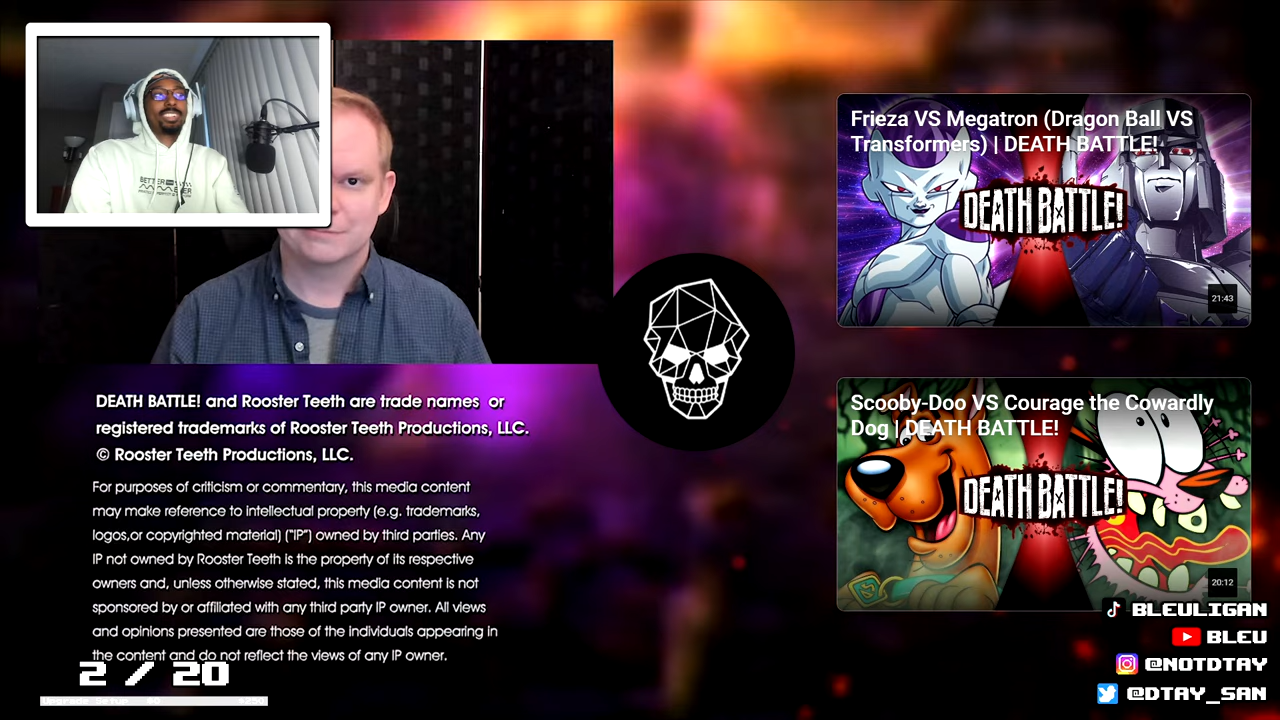 BETTER
Frieza VS Megatron (Dragon Ball VS
Transformers) | DEATH BATTLE!
DEATH BATTLE!
21:43
Scooby-Doo VS Courage the Cowardly
Dog | DEATH BATTLE!
DEATH BATTLE!
20:12
DEATH BATTLE! and Rooster Teeth are trade names or
registered trademarks of Rooster Teeth Productions, LLC.
© Rooster Teeth Productions, LLC.
For purposes of criticism or commentary, this media content
may make reference to intellectual property (e.g. trademarks,
logos,or copyrighted material) ("IP") owned by third parties. Any
IP not owned by Rooster Teeth is the property of its respective
owners and, unless otherwise stated, this media content is not
sponsored by or affiliated with any third party IP owner. All views
and opinions presented are those of the individuals appearing in
the content and do not reflect the views of any IP owner.
2 / 20
Upgrade Setup $0 $250
BLEULIGAN
BLEU
@NOTDTAY
@DTAY_SAN